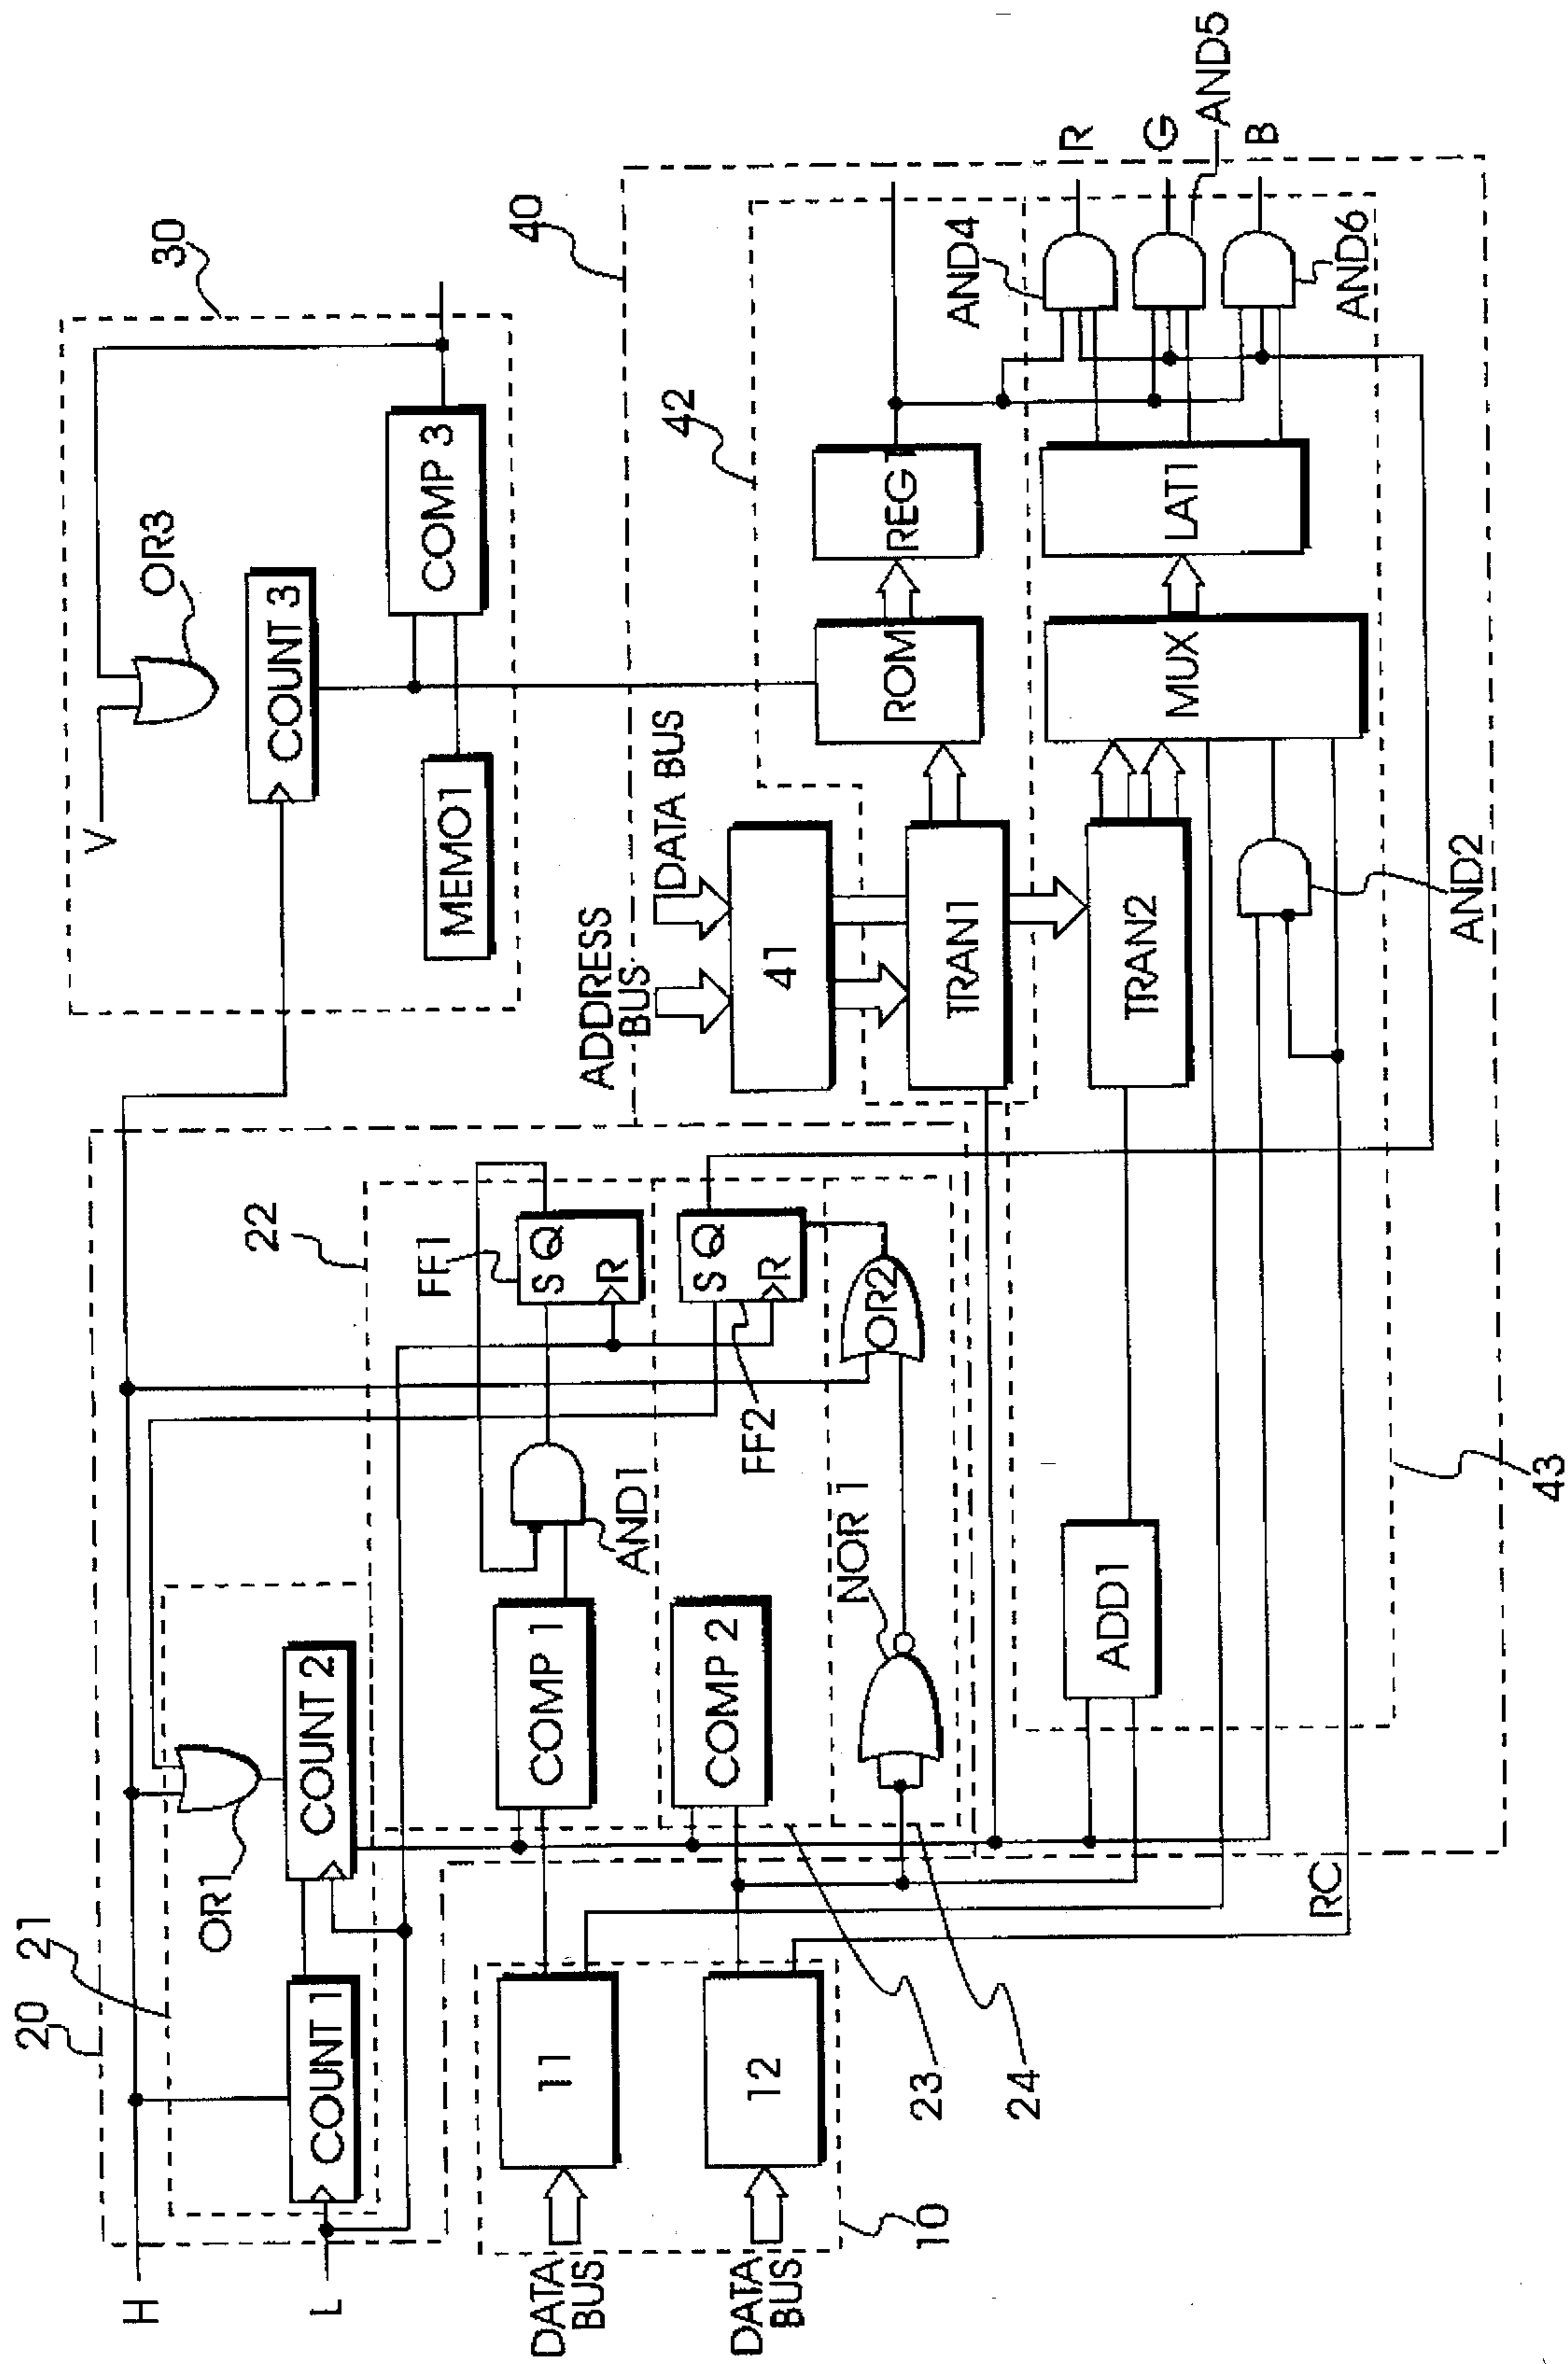 H
L
V
20
21
COUNT 1
OR1
COUNT 2
22
FF1
S Q
R
AND1
COMP 1
COMP 2
FF2
S Q
R
NOR 1
OR2
23
24
DATA
BUS
11
DATA
BUS
12
10
30
OR3
COUNT 3
COMP 3
MEMO1
40
ADDRESS
BUS
DATA BUS
41
42
TRAN1
ROM
REG1
TRAN2
MUX
LAT1
ADD1
AND2
RC
43
AND4
AND5
AND6
R
G
B